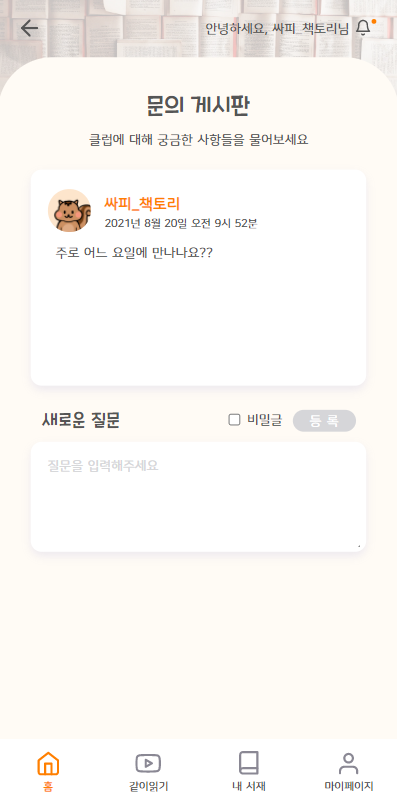 안녕하세요, 싸피_책토리님
문의 게시판
클럽에 대해 궁금한 사항들을 물어보세요
싸피_책토리
2021년 8월 20일 오전 9시 52분
주로 어느 요일에 만나나요??
새로운 질문
비밀글
등 록
질문을 입력해주세요
홈
같이읽기
내 서재
마이페이지